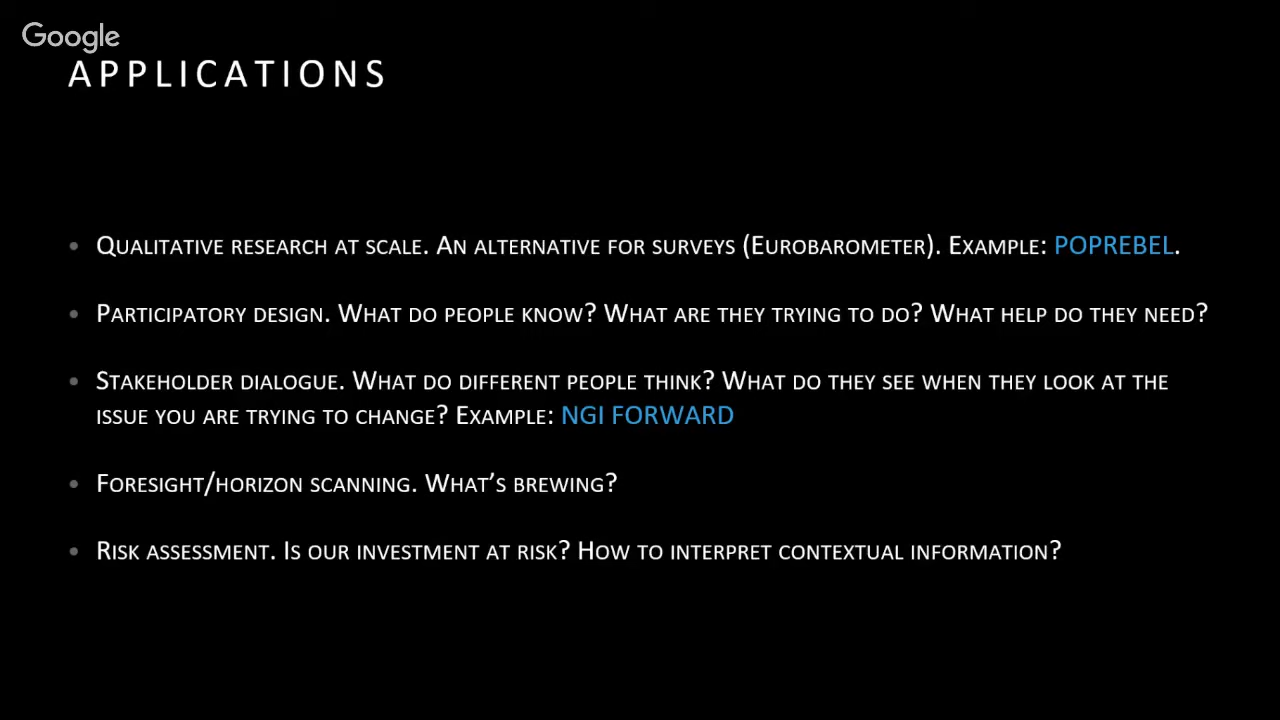 Google
APPLICATIONS
• Qualitative research at scale. An alternative for surveys (Eurobarometer). Example: POPREBEL.
• Participatory design. What do people know? What are they trying to do? What help do they need?
• Stakeholder dialogue. What do different people think? What do they see when they look at the
issue you are trying to change? Example: NGI FORWARD
• Foresight/horizon scanning. What’s brewing?
• Risk assessment. Is our investment at risk? How to interpret contextual information?